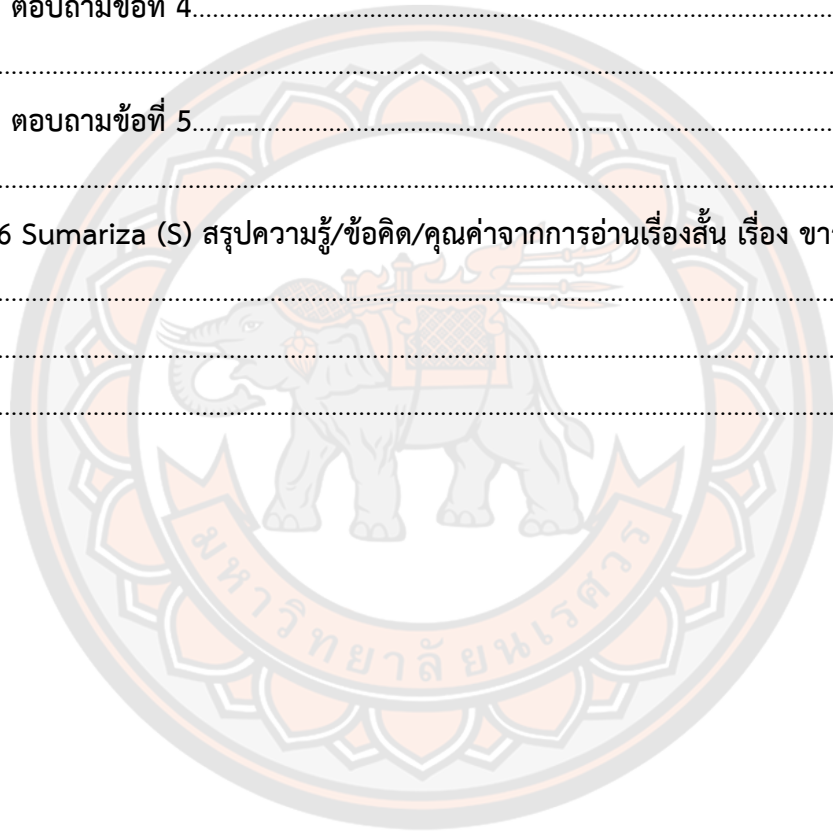 ตอบถามข้อที่ 4........................................................................................
........................................................................................................................
ตอบถามข้อที่ 5........................................................................................
........................................................................................................................
6 Sumariza (S) สรุปความรู้/ข้อคิด/คุณค่าจากการอ่านเรื่องสั้น เรื่อง
........................................................................................................................
........................................................................................................................
........................................................................................................................
มหาวิทยาลัยนเรศวร